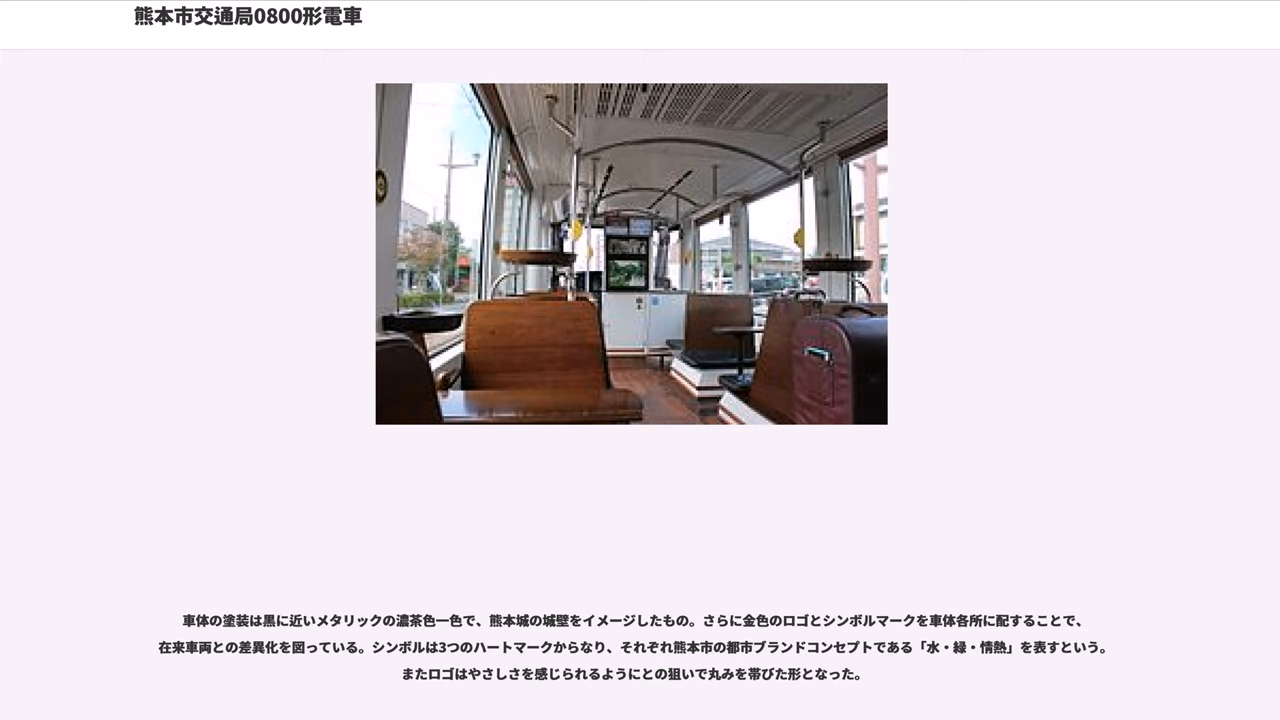 熊本市交通局0800形電車
車体の塗装は黒に近いメタリックの濃茶色一色で、熊本城の城壁をイメージしたもの。さらに金色のロゴとシンボルマークを車体各所に配することで、
在来車両との差異化を図っている。シンボルは3つのハートマークからなり、それぞれ熊本市の都市ブランドコンセプトである「水・緑・情熱」を表すという。
またロゴはやさしさを感じられるようにとの狙いで丸みを帯びた形となった。